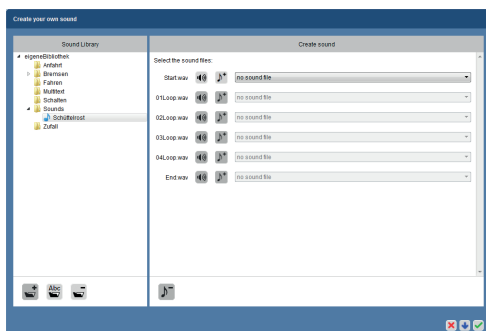 Create your own sound
Sound Library
Create sound
eigeneBibliothek
Anfahrt
Bremsen
Fahren
Multitext
Schalten
Sounds
Schüttelrost
Zufall
Select the sound files:
Start.wav no sound file
01Loop.wav no sound file
02Loop.wav no sound file
03Loop.wav no sound file
04Loop.wav no sound file
End.wav no sound file
Abc